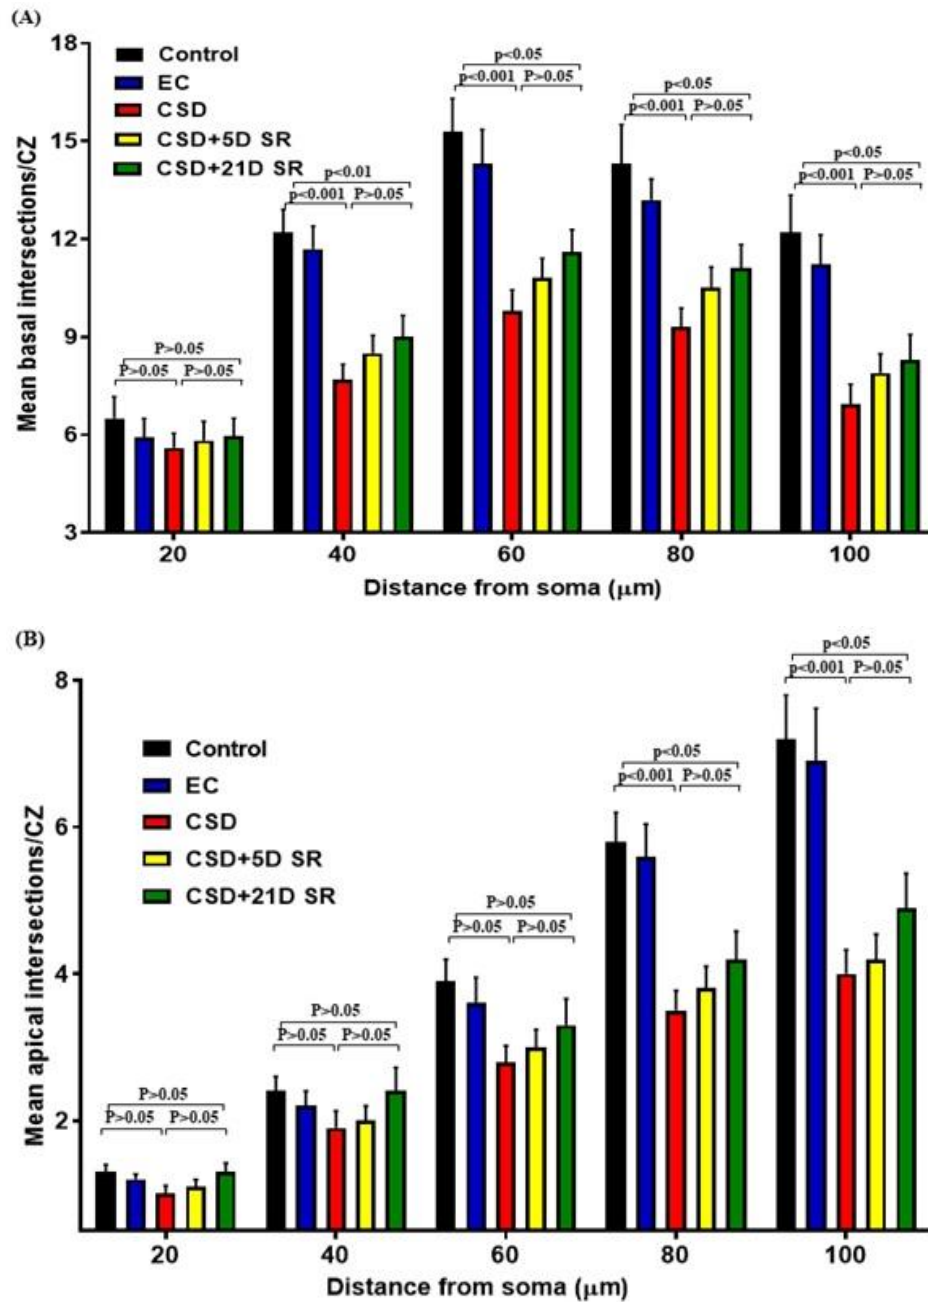 (A)
18
15
12
9
6
3
Mean basal intersections/CZ
Control
EC
CSD
CSD+5D SR
CSD+21D SR
P>0.05
P>0.05 P>0.05
p<0.01
p<0.001 P>0.05
p<0.05
p<0.001 P>0.05
p<0.05
p<0.001 P>0.05
p<0.05
p<0.001 P>0.05
20 40 60 80 100
Distance from soma (μm)
(B)
8
6
4
2
Mean apical intersections/CZ
Control
EC
CSD
CSD+5D SR
CSD+21D SR
P>0.05
P>0.05 P>0.05
P>0.05
P>0.05 P>0.05
P>0.05
P>0.05 P>0.05
p<0.05
p<0.001 P>0.05
p<0.05
p<0.001 P>0.05
20 40 60 80 100
Distance from soma (μm)